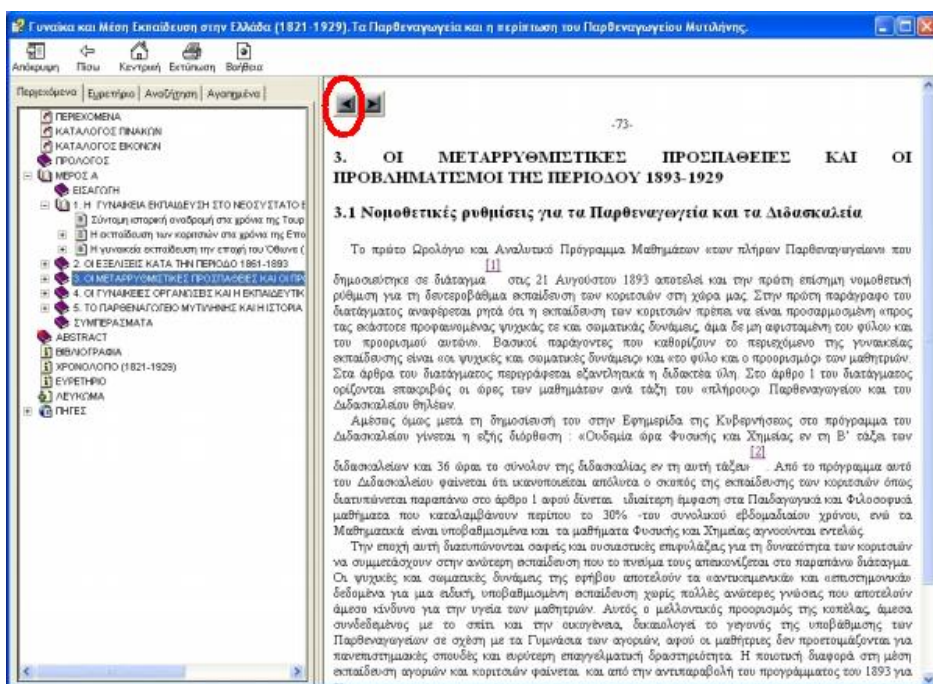 Γυναίκα και Μέση Εκπαίδευση στην Ελλάδα (1821-1929).Τα Παρθεναγωγεία και η περίπτωση του Παρθεναγωγείου Μυτιλήνης.
Απόκρυψη Πίσω Κεντρική Εκτύπωση Βοήθεια
Περιεχόμενα Ευρετήριο Αναζήτηση Αγαπημένα
ΠΕΡΙΕΧΟΜΕΝΑ
ΚΑΤΑΛΟΓΟΣ ΠΙΝΑΚΩΝ
ΚΑΤΑΛΟΓΟΣ ΕΙΚΟΝΩΝ
ΠΡΟΛΟΓΟΣ
ΜΕΡΟΣ Α
ΕΙΣΑΓΩΓΗ
1. Η ΓΥΝΑΙΚΕΙΑ ΕΚΠΑΙΔΕΥΣΗ ΣΤΟ ΝΕΟΣΥΣΤΑΤΟ Ε
Σύντομη ιστορική αναδρομή στα χρόνια της Τουρ
Η εκπαίδευση των κοριτσιών στα χρόνια της Επα
Η γυναικεία εκπαίδευση την εποχή του Όθωνα (
2. ΟΙ ΕΞΕΛΙΞΕΙΣ ΚΑΤΑ ΤΗΝ ΠΕΡΙΟΔΟ 1861-1893
3. ΟΙ ΜΕΤΑΡΡΥΘΜΙΣΤΙΚΕΣ ΠΡΟΣΠΑΘΕΙΕΣ ΚΑΙ ΟΙ ΠΡΟ
4. ΟΙ ΓΥΝΑΙΚΕΙΕΣ ΟΡΓΑΝΩΣΕΙΣ ΚΑΙ Η ΕΚΠΑΙΔΕΥΤΙΚ
5. ΤΟ ΠΑΡΘΕΝΑΓΩΓΕΙΟ ΜΥΤΙΛΗΝΗΣ ΚΑΙ Η ΙΣΤΟΡΙΑ
ΣΥΜΠΕΡΑΣΜΑΤΑ
ABSTRACT
ΒΙΒΛΙΟΓΡΑΦΙΑ
ΧΡΟΝΟΛΟΓΙΟ (1821-1929)
ΕΥΡΕΤΗΡΙΟ
ΛΕΥΚΩΜΑ
ΠΗΓΕΣ
-73-
3. ΟΙ ΜΕΤΑΡΡΥΘΜΙΣΤΙΚΕΣ ΠΡΟΣΠΑΘΕΙΕΣ ΚΑΙ ΟΙ
ΠΡΟΒΛΗΜΑΤΙΣΜΟΙ ΤΗΣ ΠΕΡΙΟΔΟΥ 1893-1929
3.1 Νομοθετικές ρυθμίσεις για τα Παρθεναγωγεία και τα Διδασκαλεία
Το πρώτο Ωρολόγιο και Αναλυτικό Πρόγραμμα Μαθημάτων «των πλήρων Παρθεναγωγείων» που
[1]
δημοσιεύτηκε σε διάταγμα στις 21 Αυγούστου 1893 αποτελεί και την πρώτη επίσημη νομοθετική
ρύθμιση για τη δευτεροβάθμια εκπαίδευση των κοριτσιών στη χώρα μας. Στην πρώτη παράγραφο του
διατάγματος αναφέρεται ρητά ότι η εκπαίδευση των κοριτσιών πρέπει να είναι προσαρμοσμένη «προς
τας εκάστοτε προφαινομένας ψυχικάς τε και σωματικάς δυνάμεις, άμα δε μη αφισταμένη του φύλου και
του προορισμού αυτών». Βασικοί παράγοντες που καθορίζουν το περιεχόμενο της γυναικείας
εκπαίδευσης είναι «οι ψυχικές και σωματικές δυνάμεις» και «το φύλο και ο προορισμός» των μαθητριών.
Στα άρθρα του διατάγματος περιγράφεται εξαντλητικά η διδακτέα ύλη. Στο άρθρο 1 του διατάγματος
ορίζονται επακριβώς οι ώρες των μαθημάτων ανά τάξη του «πλήρους» Παρθεναγωγείου και του
Διδασκαλείου θηλέων.
Αμέσως όμως μετά τη δημοσίευσή του στην Εφημερίδα της Κυβερνήσεως στο πρόγραμμα του
Διδασκαλείου γίνεται η εξής διόρθωση : «Ουδεμία ώρα Φυσικής και Χημείας εν τη Β' τάξει των
[2]
διδασκαλείων και 36 ώραι το σύνολον της διδασκαλίας εν τη αυτή τάξει» . Από το πρόγραμμα αυτό
του Διδασκαλείου φαίνεται ότι ικανοποιείται απόλυτα ο σκοπός της εκπαίδευσης των κοριτσιών όπως
διατυπώνεται παραπάνω στο άρθρο 1 αφού δίνεται ιδιαίτερη έμφαση στα Παιδαγωγικά και Φιλοσοφικά
μαθήματα που καταλαμβάνουν περίπου το 30% -του συνολικού εβδομαδιαίου χρόνου, ενώ τα
Μαθηματικά είναι υποβαθμισμένα και τα μαθήματα Φυσικής και Χημείας αγνοούνται εντελώς.
Την εποχή αυτή διατυπώνονται σαφείς και ουσιαστικές επιφυλάξεις για τη δυνατότητα των κοριτσιών
να συμμετάσχουν στην ανώτερη εκπαίδευση που το πνεύμα τους απεικονίζεται στο παραπάνω διάταγμα.
Οι ψυχικές και σωματικές δυνάμεις της εφήβου αποτελούν τα «αντικειμενικά» και «επιστημονικά»
δεδομένα για μια ειδική, υποβαθμισμένη εκπαίδευση χωρίς πολλές ανώτερες γνώσεις που αποτελούν
άμεσο κίνδυνο για την υγεία των μαθητριών. Αυτός ο μελλοντικός προορισμός της κοπέλας, άμεσα
συνδεδεμένος με το σπίτι και την οικογένεια, δικαιολογεί το γεγονός της υποβάθμισης των
Παρθεναγωγείων σε σχέση με τα Γυμνάσια των αγοριών, αφού οι μαθήτριες δεν προετοιμάζονται για
πανεπιστημιακές σπουδές και ευρύτερη επαγγελματική δραστηριότητα. Η ποιοτική διαφορά στη μέση
εκπαίδευση αγοριών και κοριτσιών φαίνεται και από την αντιπαραβολή του προγράμματος του 1893 για